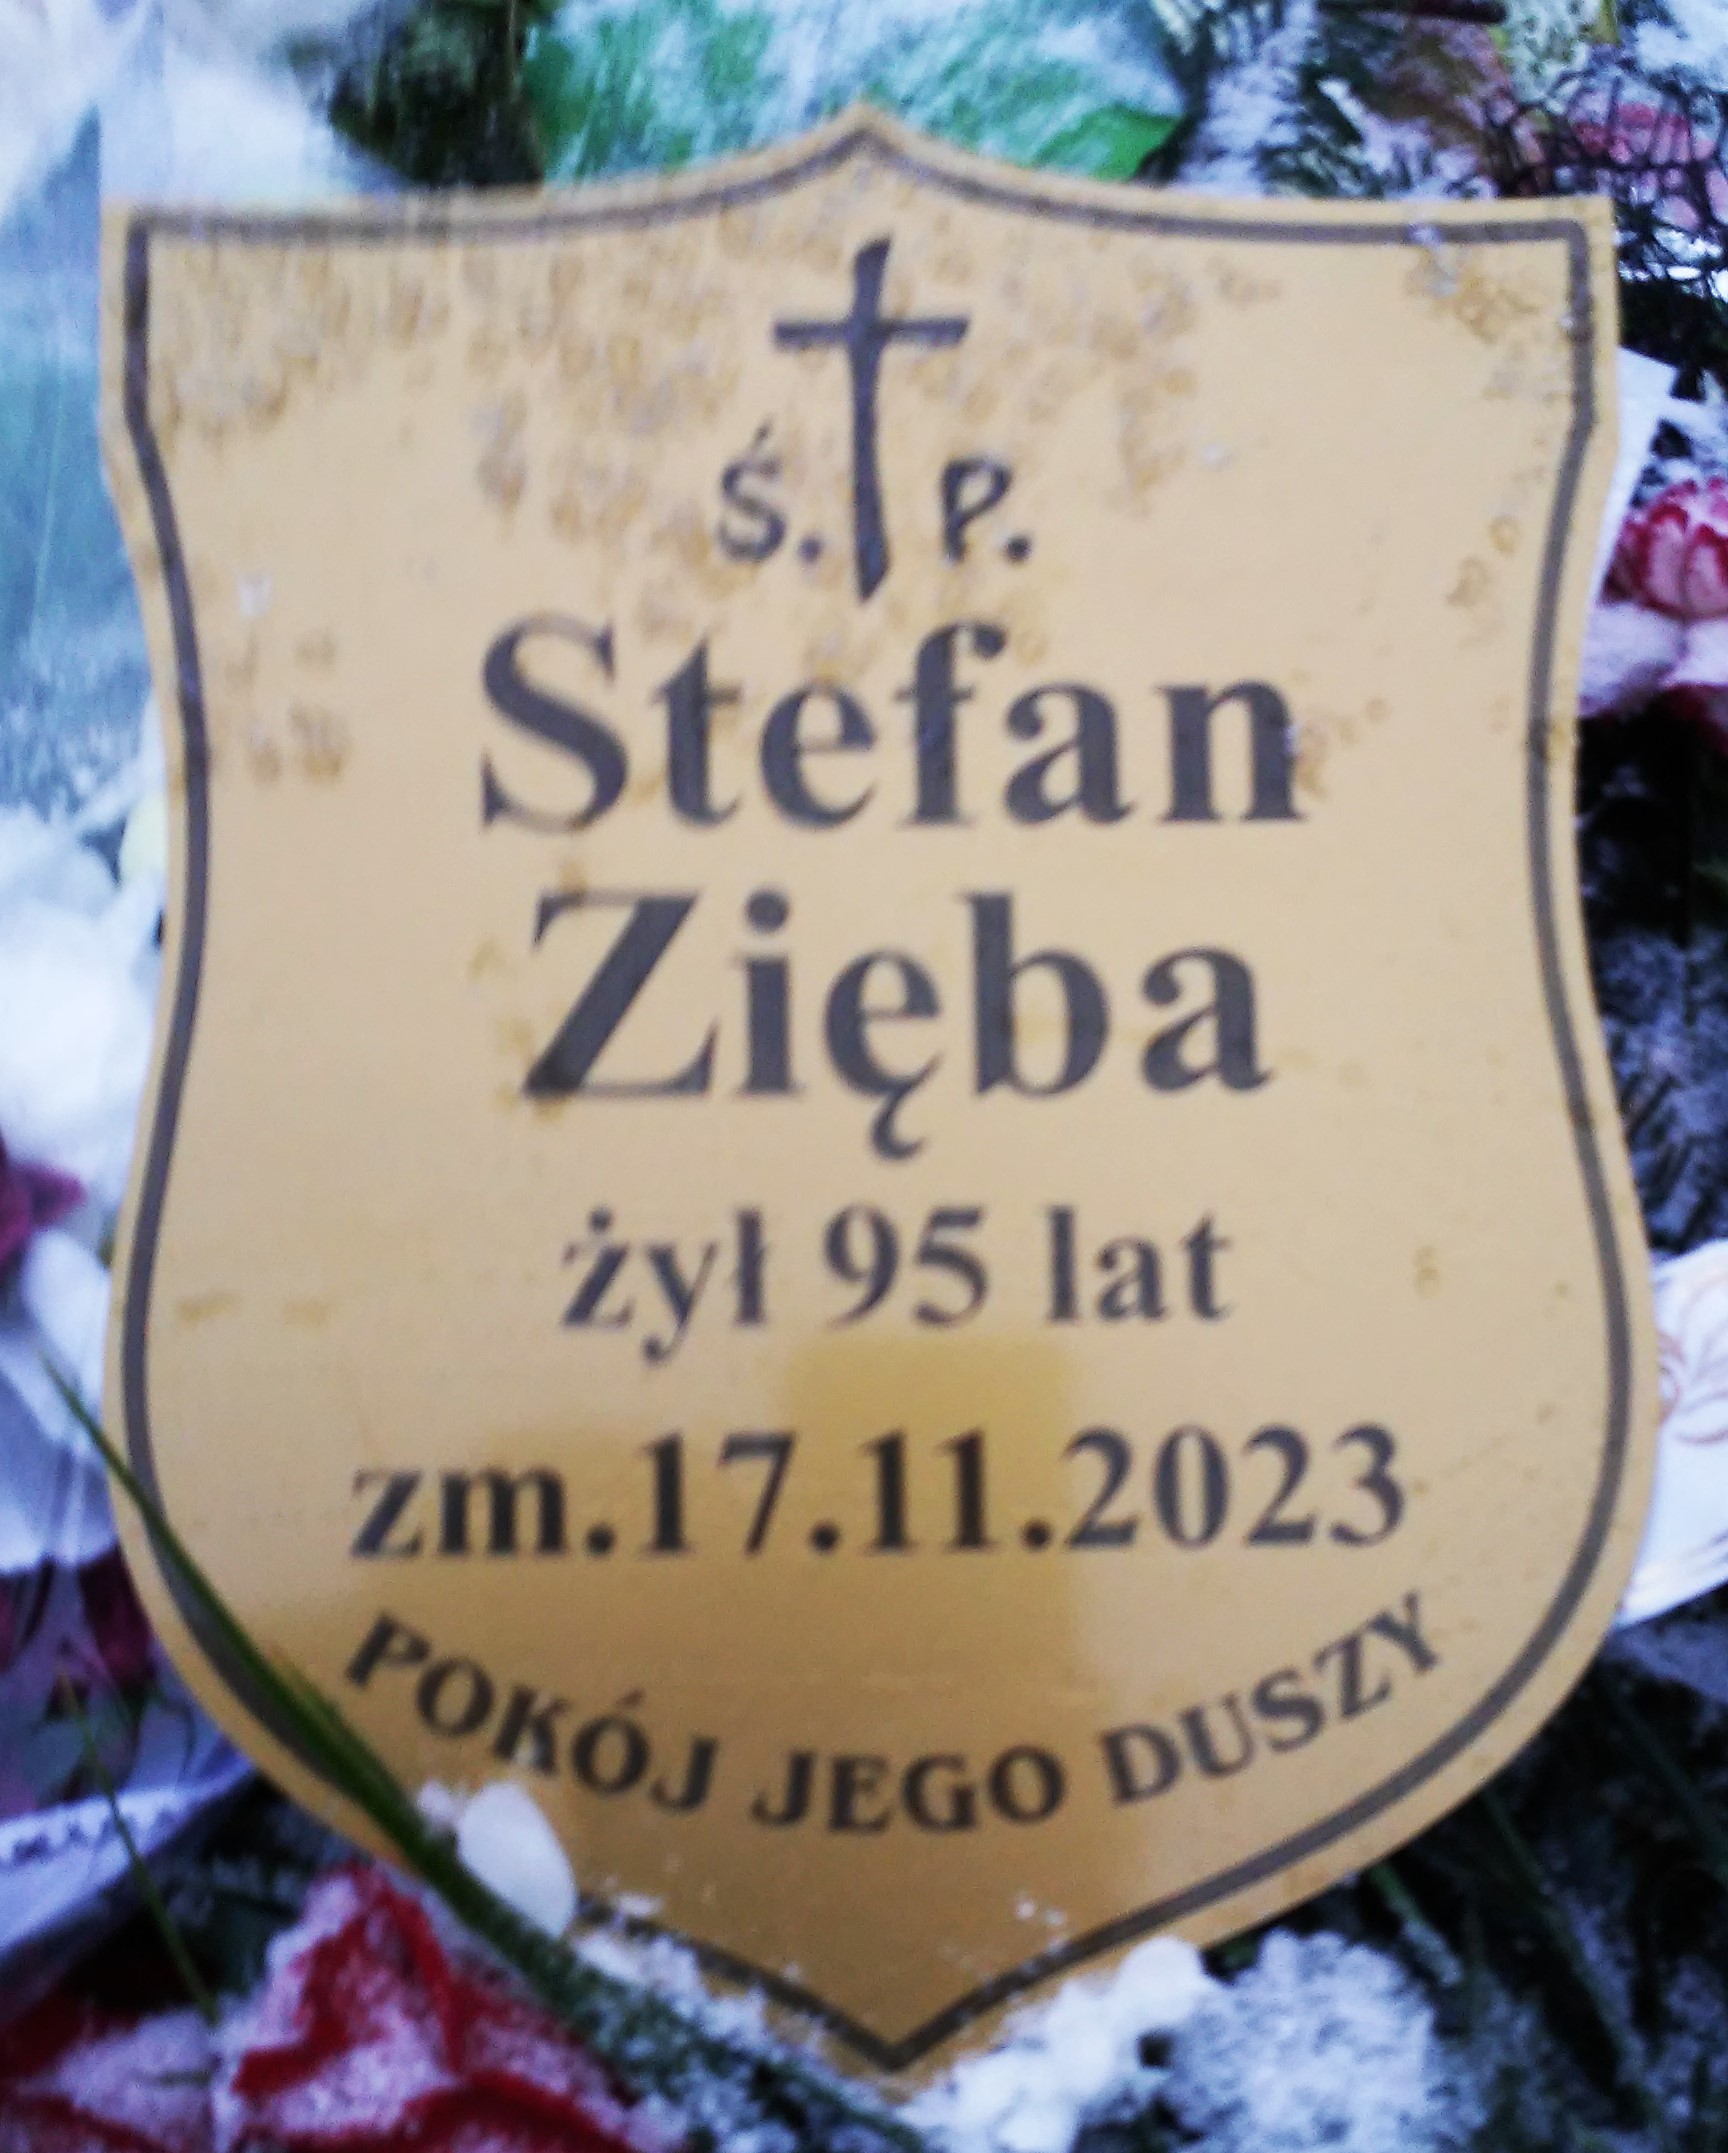 Ś. P.
Stefan
Zięba
żył 95 lat
zm.17.11.2023
POKÓJ JEGO DUSZY